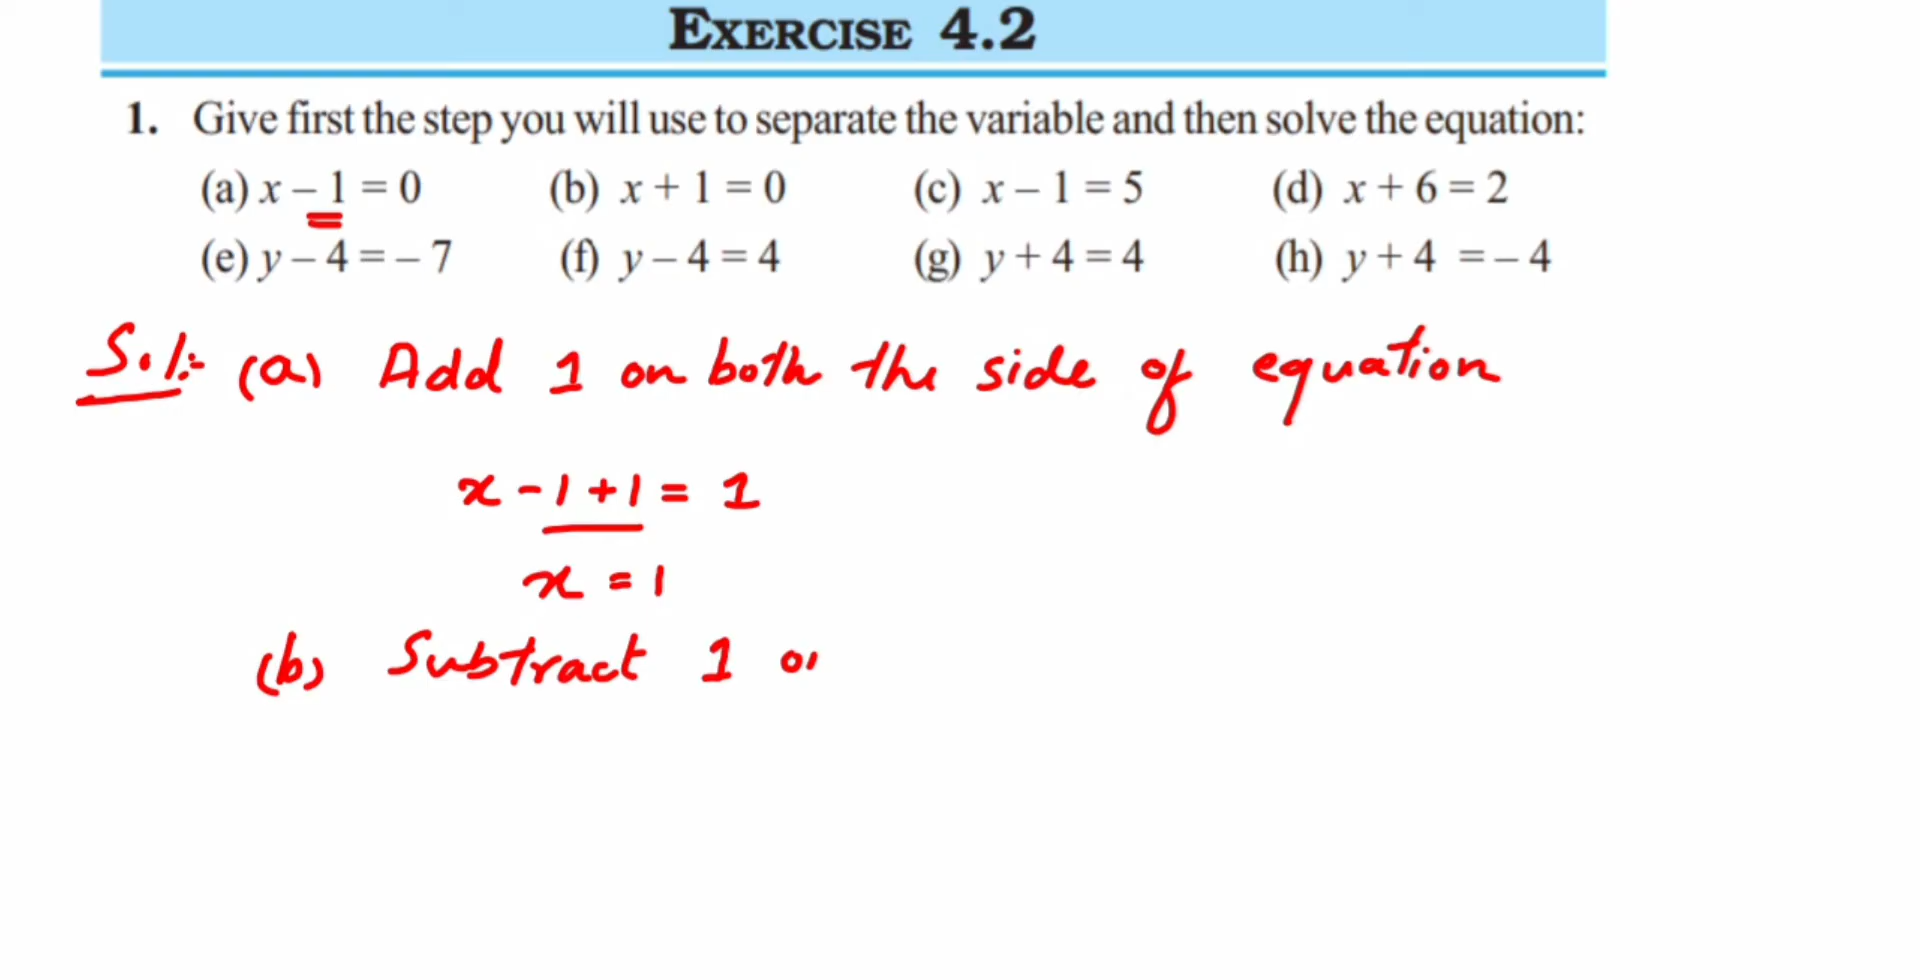 EXERCISE 4.2
1. Give first the step you will use to separate the variable and then solve the equation:
(a) x – 1 = 0 (b) x + 1 = 0 (c) x – 1 = 5 (d) x + 6 = 2
(e) y – 4 = – 7 (f) y – 4 = 4 (g) y + 4 = 4 (h) y + 4 = – 4
Sol:- (a) Add 1 on both the side of equation
x - 1 + 1 = 1
x = 1
(b) Subtract 1